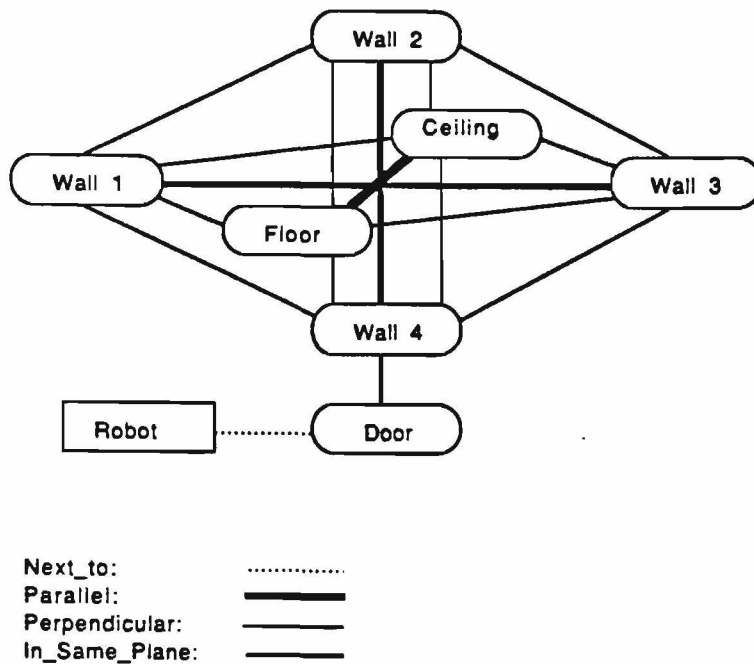 Wall 2
Ceiling
Wall 1
Wall 3
Floor
Wall 4
Robot
Door
Next_to:
Parallel:
Perpendicular:
In_Same_Plane: